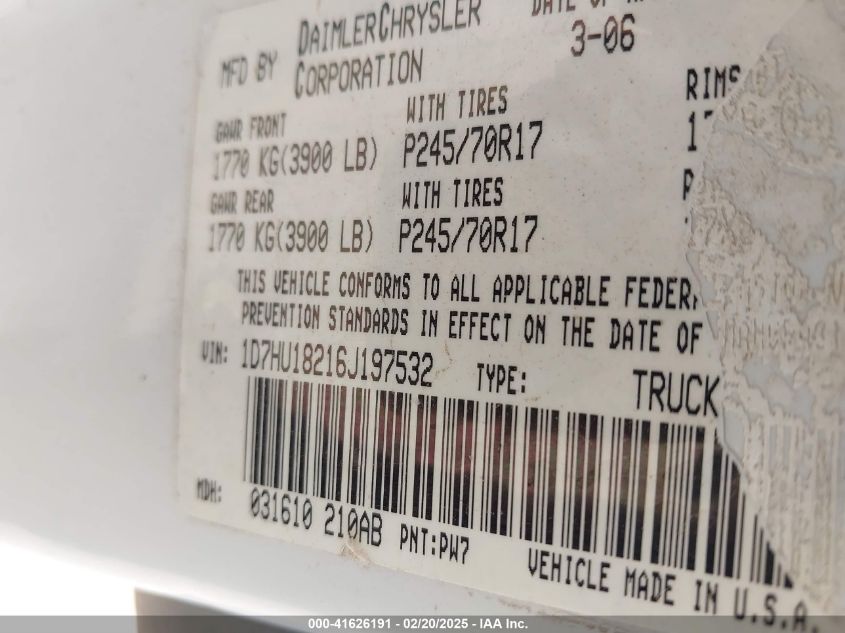 MFD BY DAIMLERCHRYSLER CORPORATION
DATE OF
3-06
GAWR FRONT WITH TIRES RIMS
1770 KG(3900 LB) P245/70R17
GAWR REAR WITH TIRES
1770 KG(3900 LB) P245/70R17
THIS VEHICLE CONFORMS TO ALL APPLICABLE
PREVENTION STANDARDS IN EFFECT ON THE DATE OF
VIN: 1D7HU18216J197532 TYPE: TRUCK
MDH: 031610 210AB PNT:PW7
VEHICLE MADE IN U.S.A.
000-41626191 - 02/20/2025 - IAA Inc.